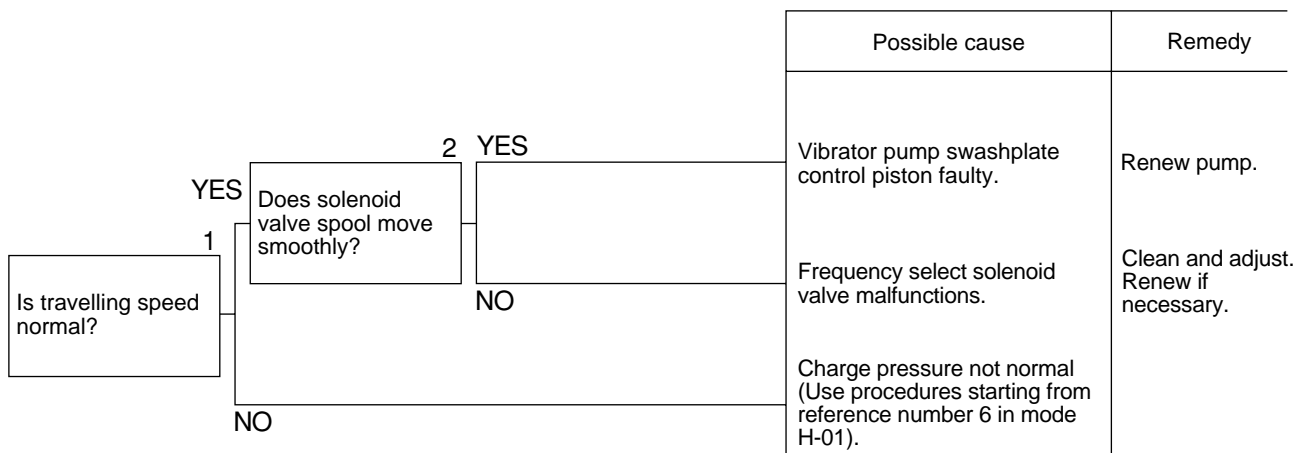 Possible cause
Remedy
2
YES
Vibrator pump swashplate
control piston faulty.
Renew pump.
YES
Does solenoid
valve spool move
smoothly?
1
Is travelling speed
normal?
NO
Frequency select solenoid
valve malfunctions.
Clean and adjust.
Renew if
necessary.
NO
Charge pressure not normal
(Use procedures starting from
reference number 6 in mode
H-01).